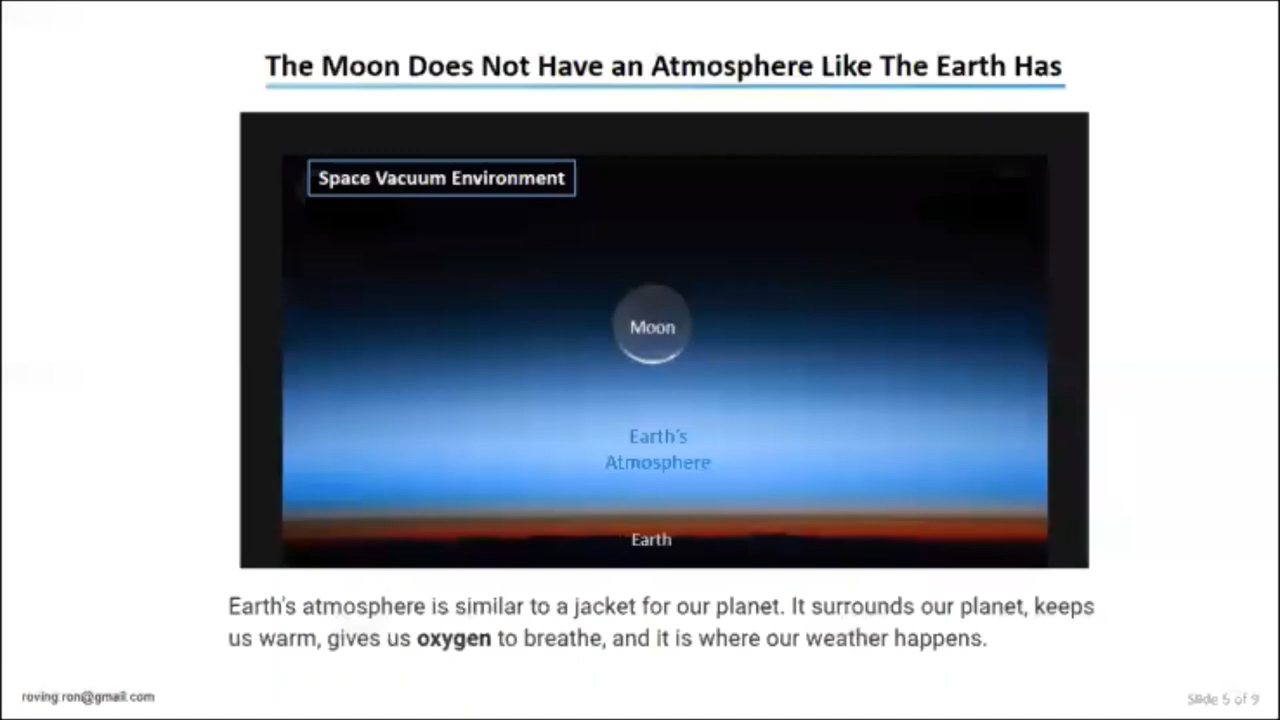 The Moon Does Not Have an Atmosphere Like The Earth Has
Space Vacuum Environment
Moon
Earth's
Atmosphere
Earth
Earth's atmosphere is similar to a jacket for our planet. It surrounds our planet, keeps
us warm, gives us oxygen to breathe, and it is where our weather happens.
roving.ron@gmail.com
Slide 5 of 9